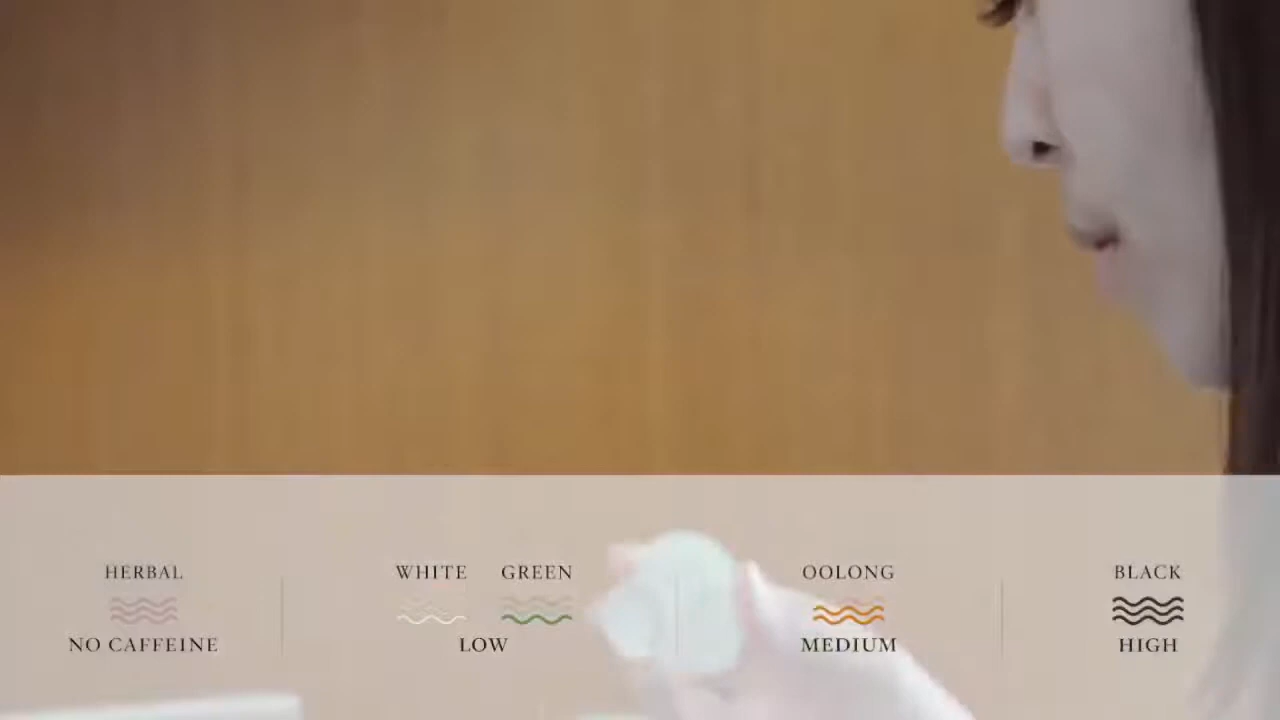 HERBAL
WHITE GREEN
OOLONG
BLACK
NO CAFFEINE
LOW
MEDIUM
HIGH